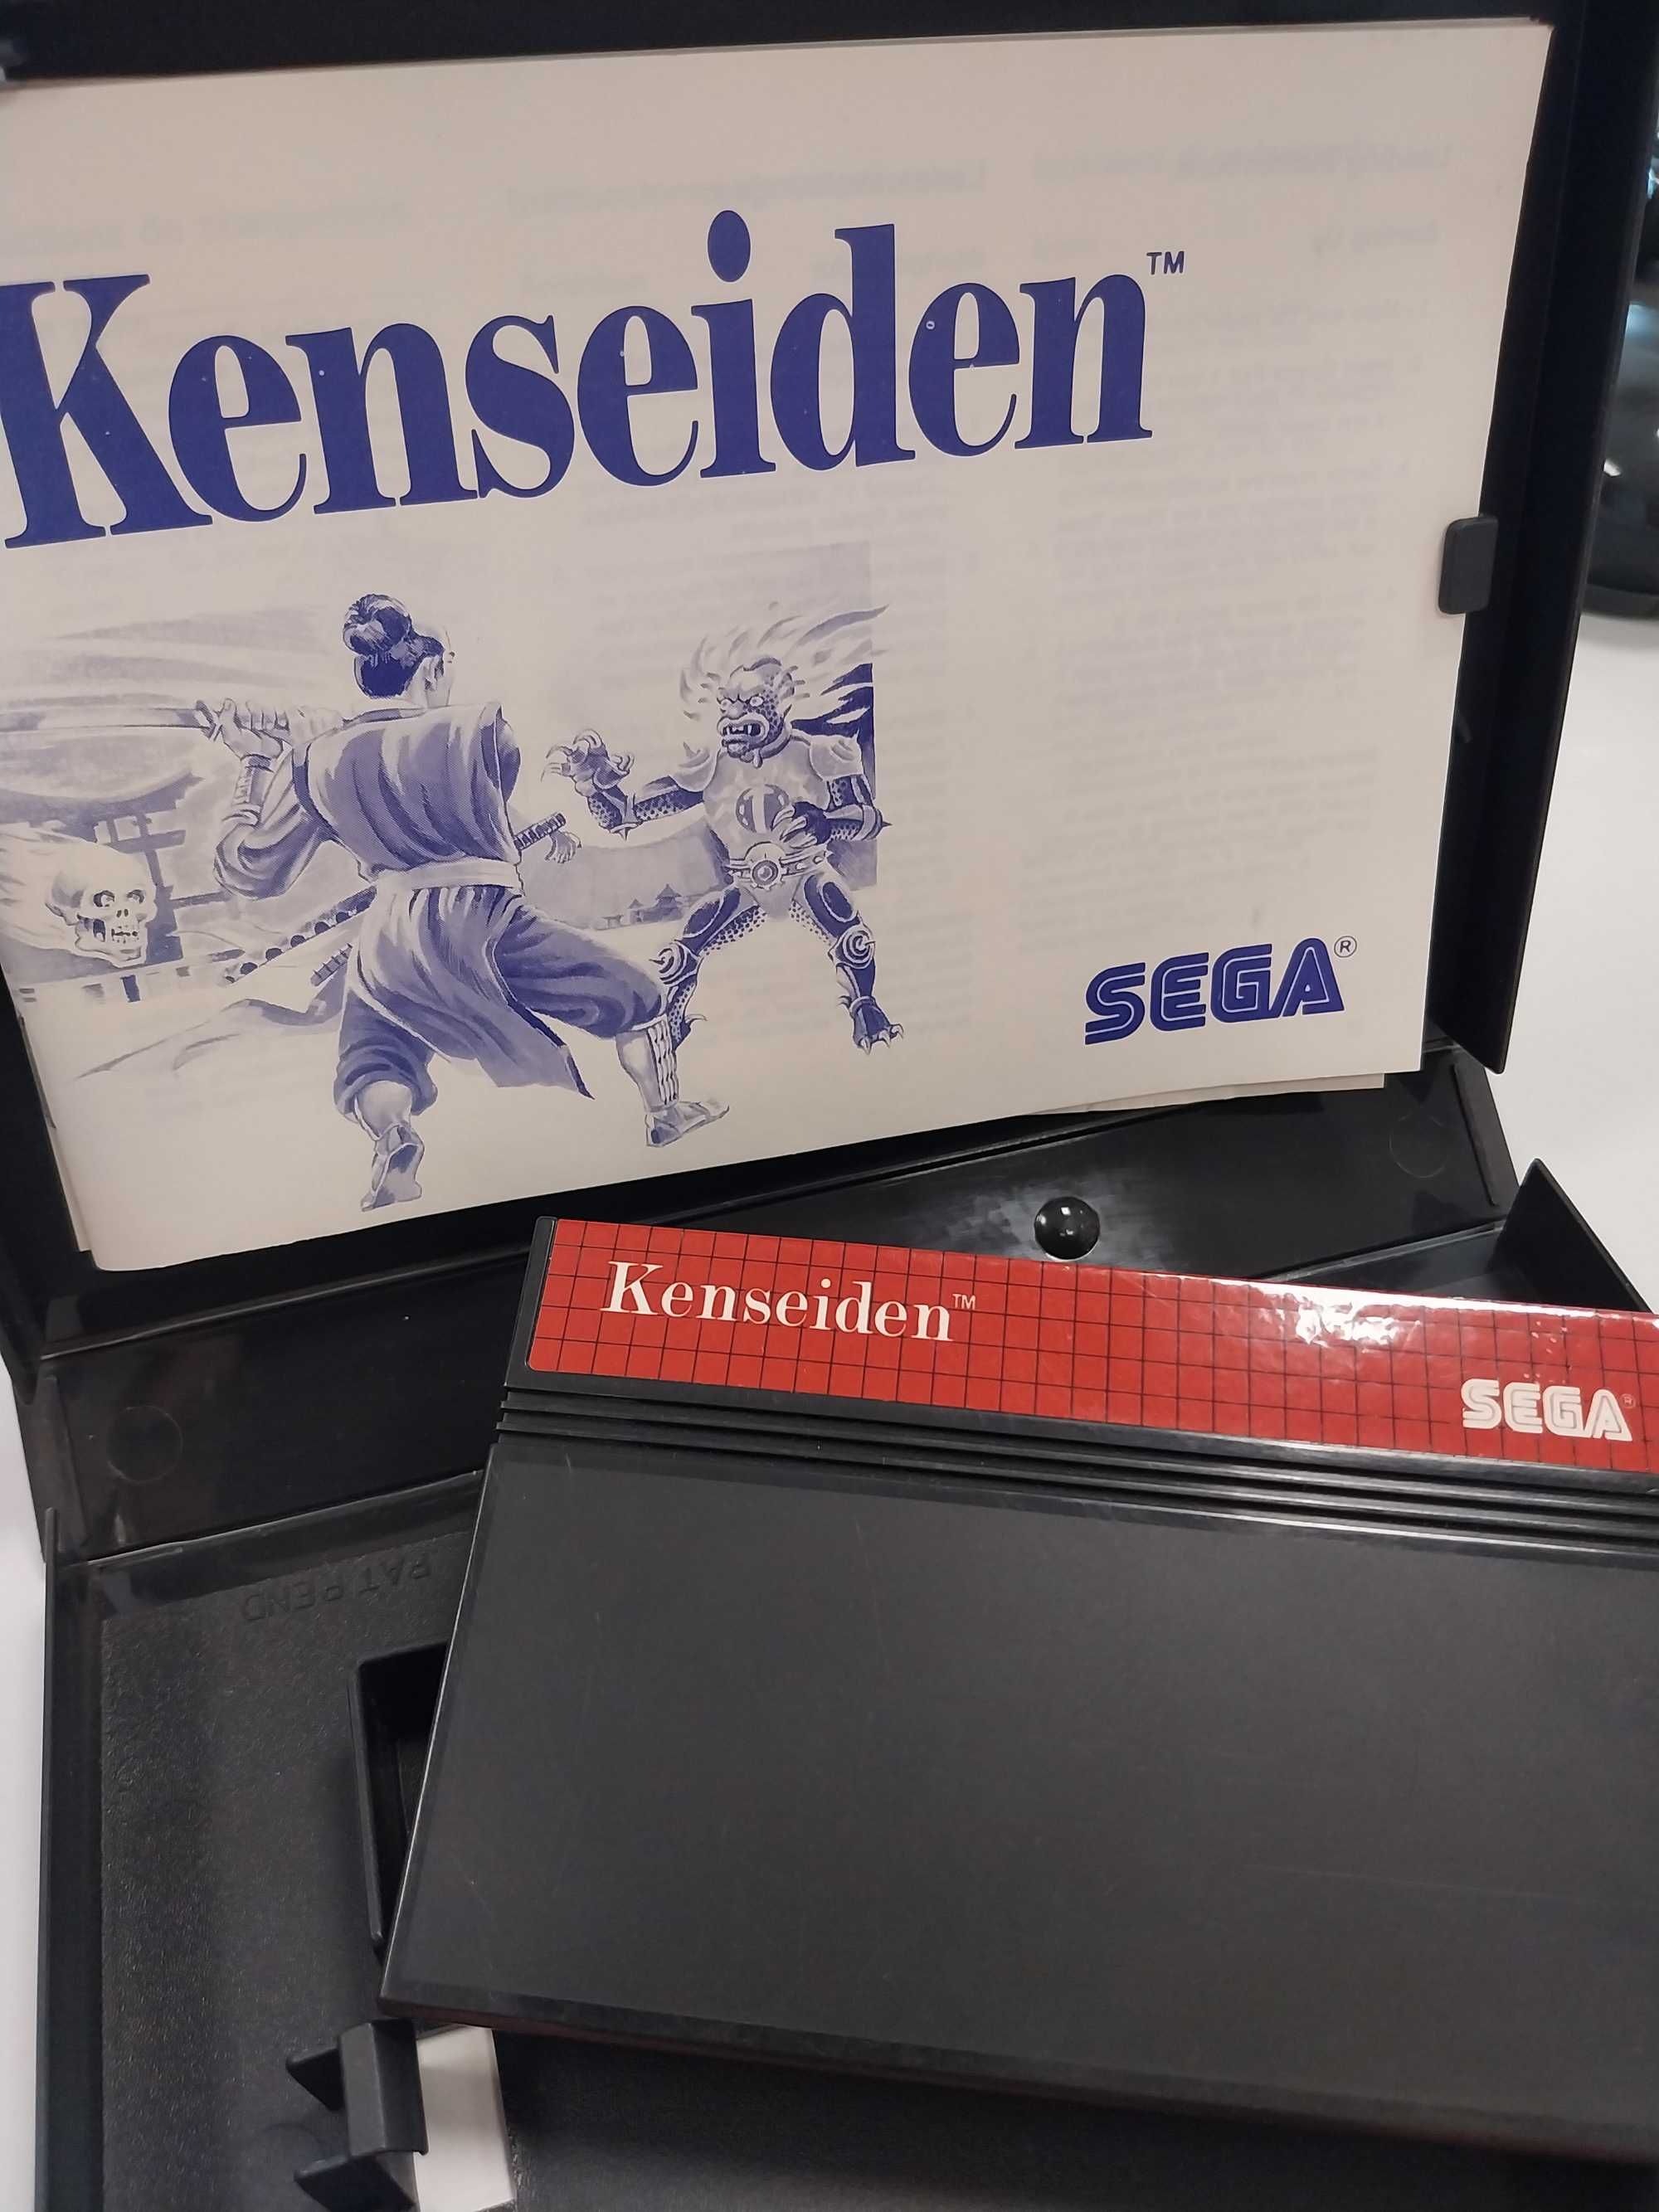 Kenseiden™
SEGA®
Kenseiden™
SEGA®
PAT PEND